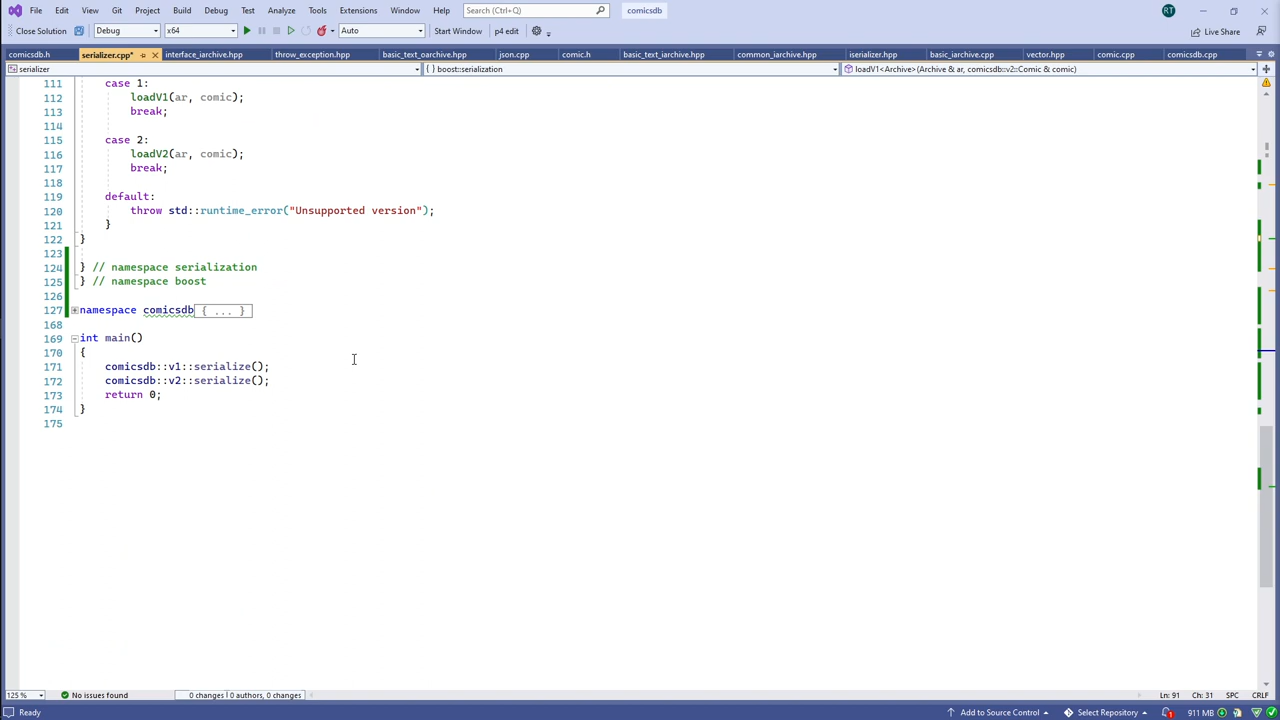 File Edit View Git Project Build Debug Test Analyze Tools Extensions Window Help Search (Ctrl+Q) comicsdb RT
Close Solution Debug x64 Auto Start Window p4 edit Live Share
comicsdb.h serializer.cpp* interface_iarchive.hpp throw_exception.hpp basic_text_oarchive.hpp json.cpp comic.h basic_text_iarchive.hpp common_iarchive.hpp iserializer.hpp basic_iarchive.cpp vector.hpp comic.cpp comicsdb.cpp
serializer { } boost::serialization loadV1<Archive>(Archive & ar, comicsdb::v2::Comic & comic)
111 case 1:
112 loadV1(ar, comic);
113 break;
114
115 case 2:
116 loadV2(ar, comic);
117 break;
118
119 default:
120 throw std::runtime_error("Unsupported version");
121 }
122 }
123
124 } // namespace serialization
125 } // namespace boost
126
127 namespace comicsdb { ... }
168
169 int main()
170 {
171 comicsdb::v1::serialize();
172 comicsdb::v2::serialize();
173 return 0;
174 }
175
125 % No issues found 0 changes | 0 authors, 0 changes Ln: 91 Ch: 31 SPC CRLF
Ready Add to Source Control Select Repository 1 911 MB